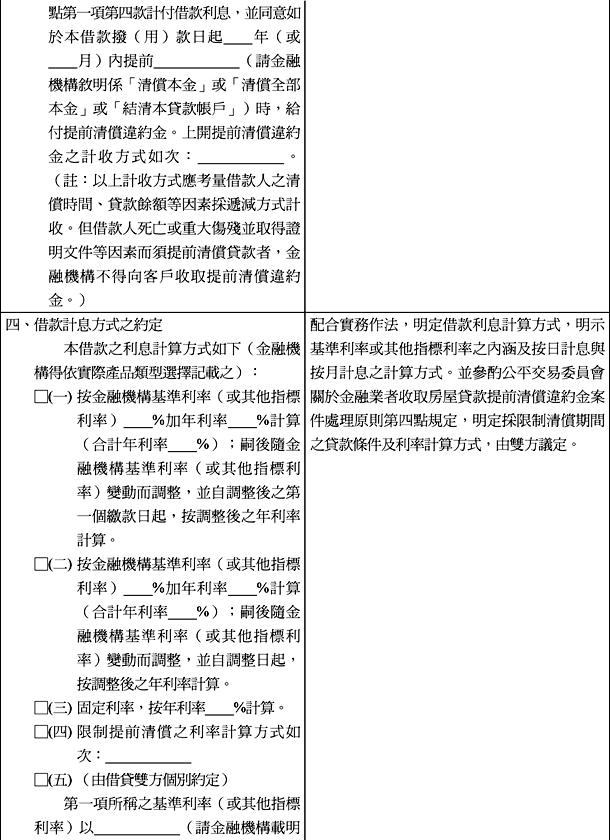 點第一項第四款計付借款利息，並同意如
於本借款撥（用）款日起____年（或
____月）內提前____________（請金融
機構敘明係「清償本金」或「清償全部
本金」或「結清本貸款帳戶」）時，給
付提前清償違約金。上開提前清償違約
金之計收方式如次：____________。
（註：以上計收方式應考量借款人之清
償時間、貸款餘額等因素採遞減方式計
收。但借款人死亡或重大傷殘並取得證
明文件等因素而須提前清償貸款者，金
融機構不得向客戶收取提前清償違約
金。）
四、借款計息方式之約定
本借款之利息計算方式如下（金融機
構得依實際產品類型選擇記載之）：
□(一) 按金融機構基準利率（或其他指標
利率）____%加年利率____%計算
（合計年利率____%）；嗣後隨金
融機構基準利率（或其他指標利
率）變動而調整，並自調整後之第
一個繳款日起，按調整後之年利率
計算。
□(二) 按金融機構基準利率（或其他指標
利率）____%加年利率____%計算
（合計年利率____%）；嗣後隨金
融機構基準利率（或其他指標利
率）變動而調整，並自調整日起，
按調整後之年利率計算。
□(三) 固定利率，按年利率____%計算。
□(四) 限制提前清償之利率計算方式如
次：____________
□(五) （由借貸雙方個別約定）
第一項所稱之基準利率（或其他指標
利率）以____________（請金融機構載明
配合實務作法，明定借款利息計算方式，明示
基準利率或其他指標利率之內涵及按日計息與
按月計息之計算方式。並參酌公平交易委員會
關於金融業者收取房屋貸款提前清償違約金案
件處理原則第四點規定，明定採限制清償期間
之貸款條件及利率計算方式，由雙方議定。